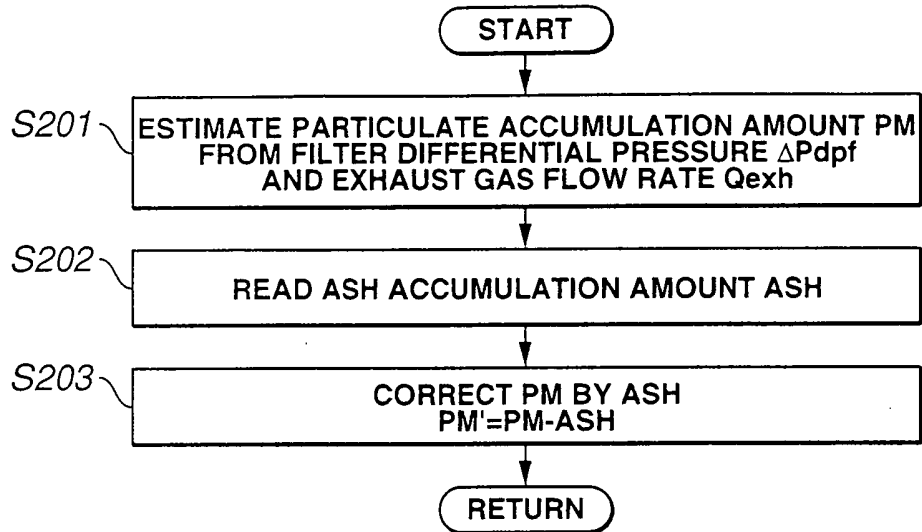 START
S201
ESTIMATE PARTICULATE ACCUMULATION AMOUNT PM
FROM FILTER DIFFERENTIAL PRESSURE ΔPdpf
AND EXHAUST GAS FLOW RATE Qexh
S202
READ ASH ACCUMULATION AMOUNT ASH
S203
CORRECT PM BY ASH
PM'=PM-ASH
RETURN